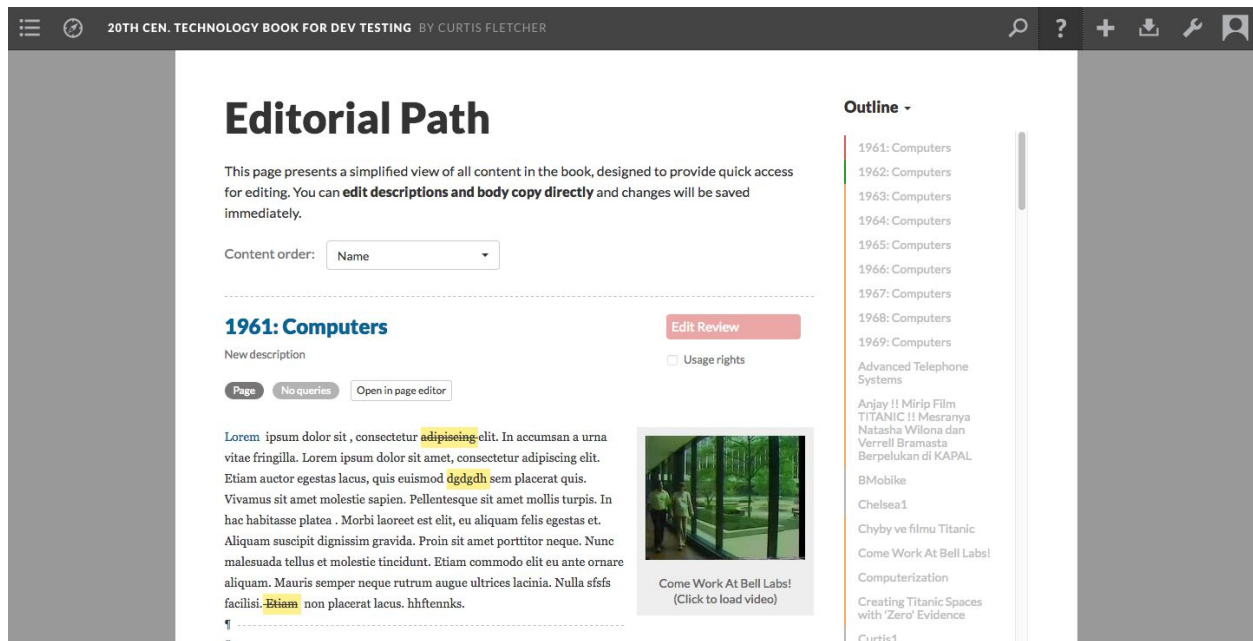 20TH CEN. TECHNOLOGY BOOK FOR DEV TESTING BY CURTIS FLETCHER
?
Editorial Path
This page presents a simplified view of all content in the book, designed to provide quick access
for editing. You can edit descriptions and body copy directly and changes will be saved
immediately.
Content order: Name
1961: Computers
New description
Page No queries Open in page editor
Edit Review
Usage rights
Lorem ipsum dolor sit , consectetur adipiscing elit. In accumsan a urna
vitae fringilla. Lorem ipsum dolor sit amet, consectetur adipiscing elit.
Etiam auctor egestas lacus, quis euismod dgdgdh sem placerat quis.
Vivamus sit amet molestie sapien. Pellentesque sit amet mollis turpis. In
hac habitasse platea . Morbi laoreet est elit, eu aliquam felis egestas et.
Aliquam suscipit dignissim gravida. Proin sit amet porttitor neque. Nunc
malesuada tellus et molestie tincidunt. Etiam commodo elit eu ante ornare
aliquam. Mauris semper neque rutrum augue ultrices lacinia. Nulla sfsfs
facilisi. Etiam non placerat lacus. hhftennks.
¶
Come Work At Bell Labs!
(Click to load video)
Outline
1961: Computers
1962: Computers
1963: Computers
1964: Computers
1965: Computers
1966: Computers
1967: Computers
1968: Computers
1969: Computers
Advanced Telephone
Systems
Anjay !! Mirip Film
TITANIC !! Mesranya
Natasha Wilona dan
Verrell Bramasta
Berpelukan di KAPAL
BMobike
Chelsea1
Chyby ve filmu Titanic
Come Work At Bell Labs!
Computerization
Creating Titanic Spaces
with 'Zero' Evidence
Curtis1